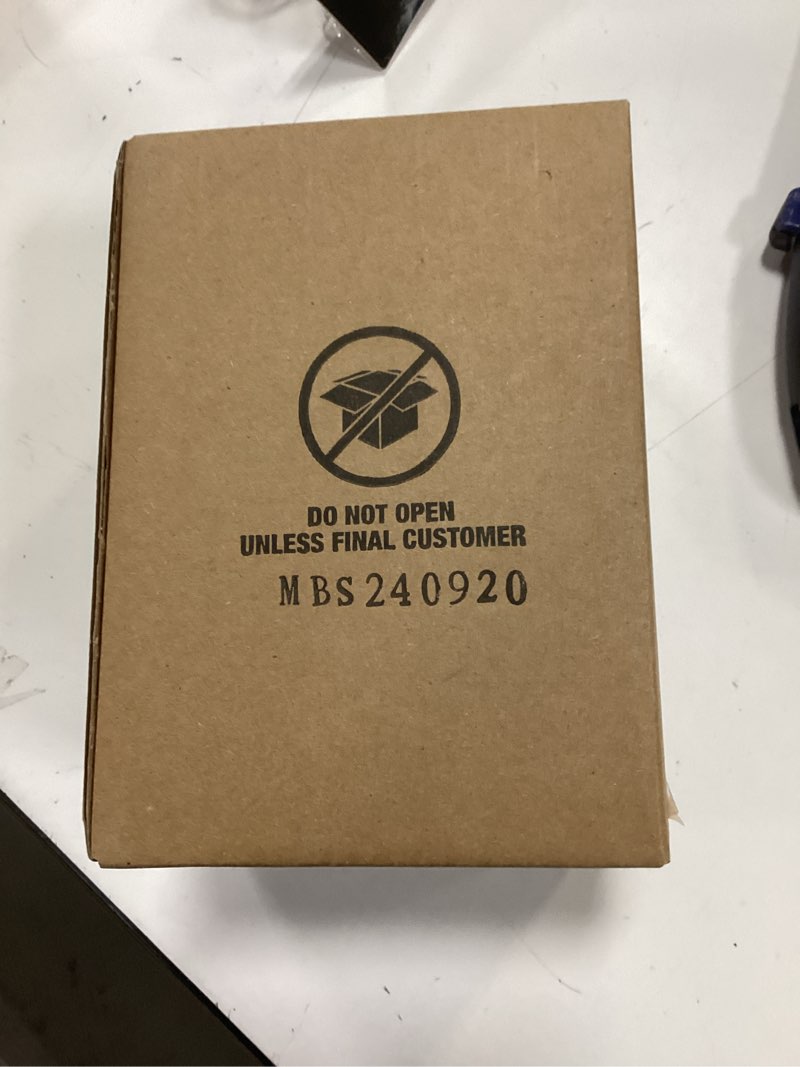 DO NOT OPEN
UNLESS FINAL CUSTOMER
MBS240920